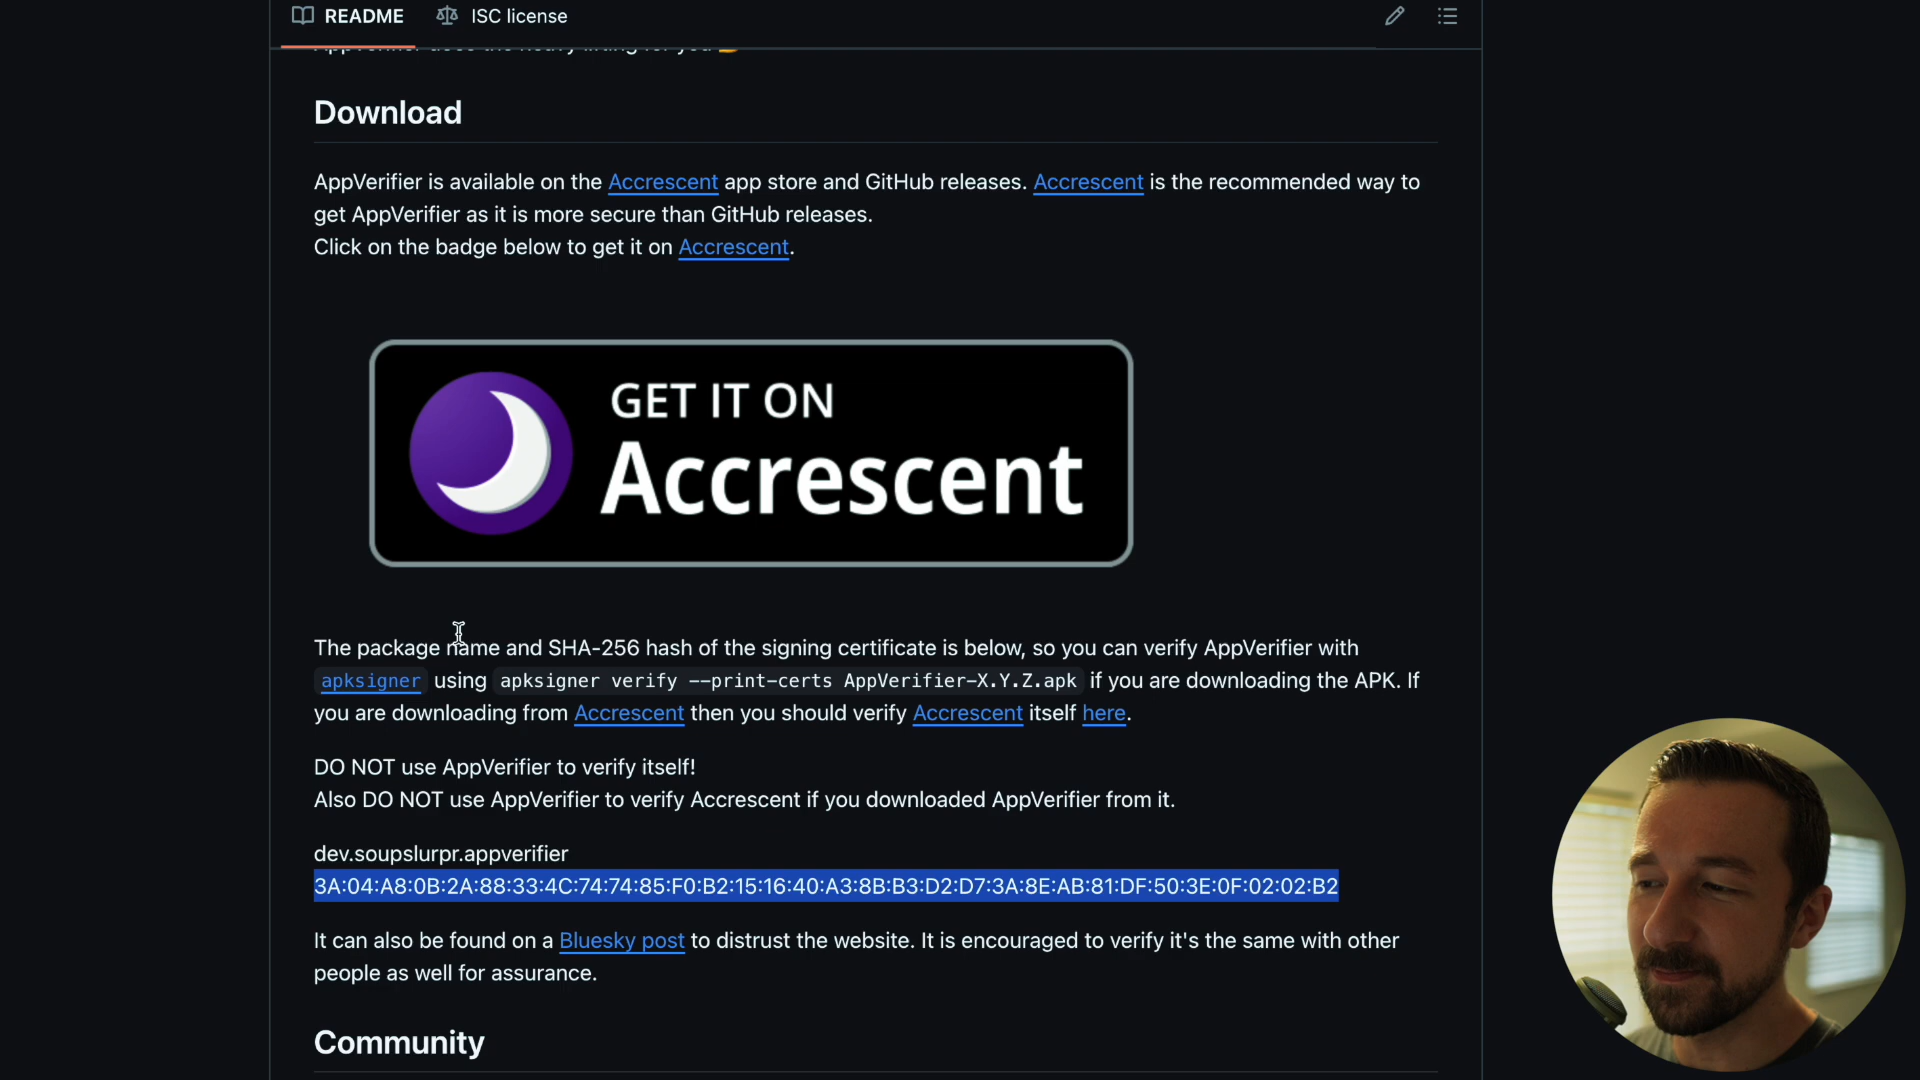 README
ISC license
AppVerifier does the heavy lifting for you
Download
AppVerifier is available on the Accrescent app store and GitHub releases. Accrescent is the recommended way to
get AppVerifier as it is more secure than GitHub releases.
Click on the badge below to get it on Accrescent.
GET IT ON
Accrescent
The package name and SHA-256 hash of the signing certificate is below, so you can verify AppVerifier with
apksigner using apksigner verify --print-certs AppVerifier-X.Y.Z.apk if you are downloading the APK. If
you are downloading from Accrescent then you should verify Accrescent itself here.
DO NOT use AppVerifier to verify itself!
Also DO NOT use AppVerifier to verify Accrescent if you downloaded AppVerifier from it.
dev.soupslurpr.appverifier
3A:04:A8:0B:2A:88:33:4C:74:74:85:F0:B2:15:16:40:A3:8B:B3:D2:D7:3A:8E:AB:81:DF:50:3E:0F:02:02:B2
It can also be found on a Bluesky post to distrust the website. It is encouraged to verify it's the same with other
people as well for assurance.
Community